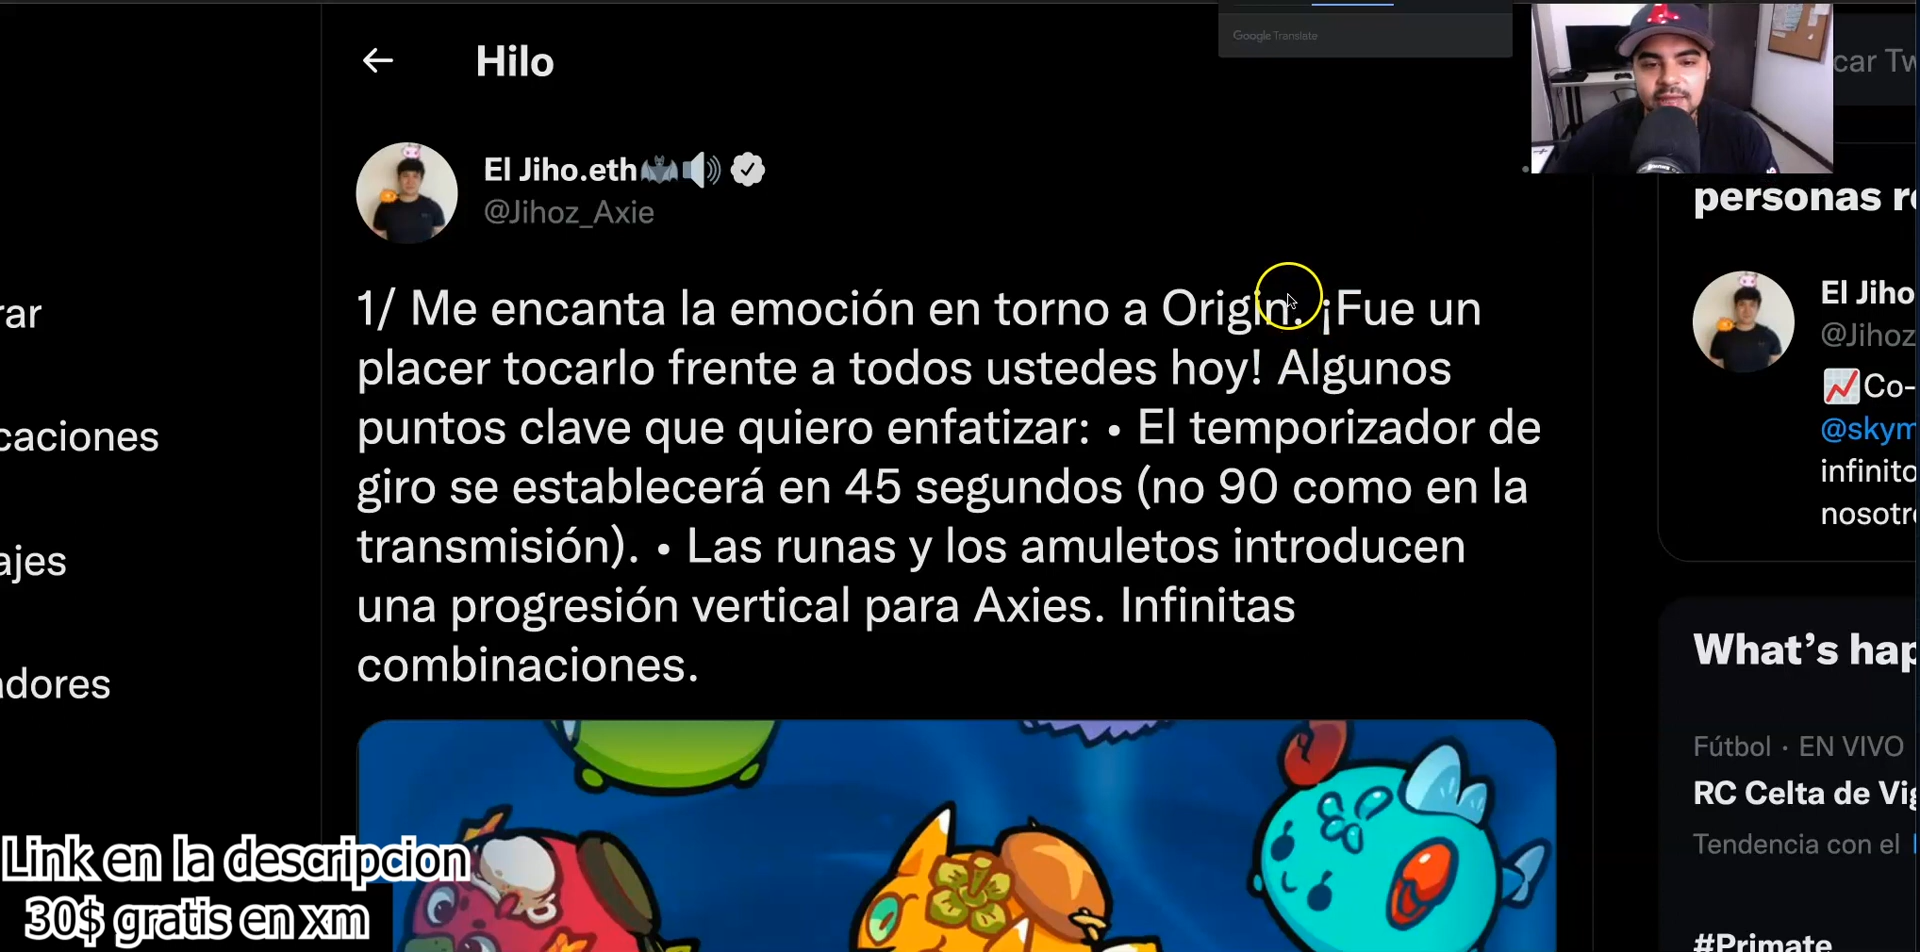 Google Translate
Hilo
car Tw
El Jiho.eth
@Jihoz_Axie
1/ Me encanta la emoción en torno a Origin. ¡Fue un
placer tocarlo frente a todos ustedes hoy! Algunos
puntos clave que quiero enfatizar: • El temporizador de
giro se establecerá en 45 segundos (no 90 como en la
transmisión). • Las runas y los amuletos introducen
una progresión vertical para Axies. Infinitas
combinaciones.
rar
caciones
ajes
adores
personas re
El Jiho
@Jihoz
Co-
@skym
infinito
nosotr
What's hap
Fútbol · EN VIVO
RC Celta de Vig
Tendencia con el
#Primate
Link en la descripcion
30$ gratis en xm